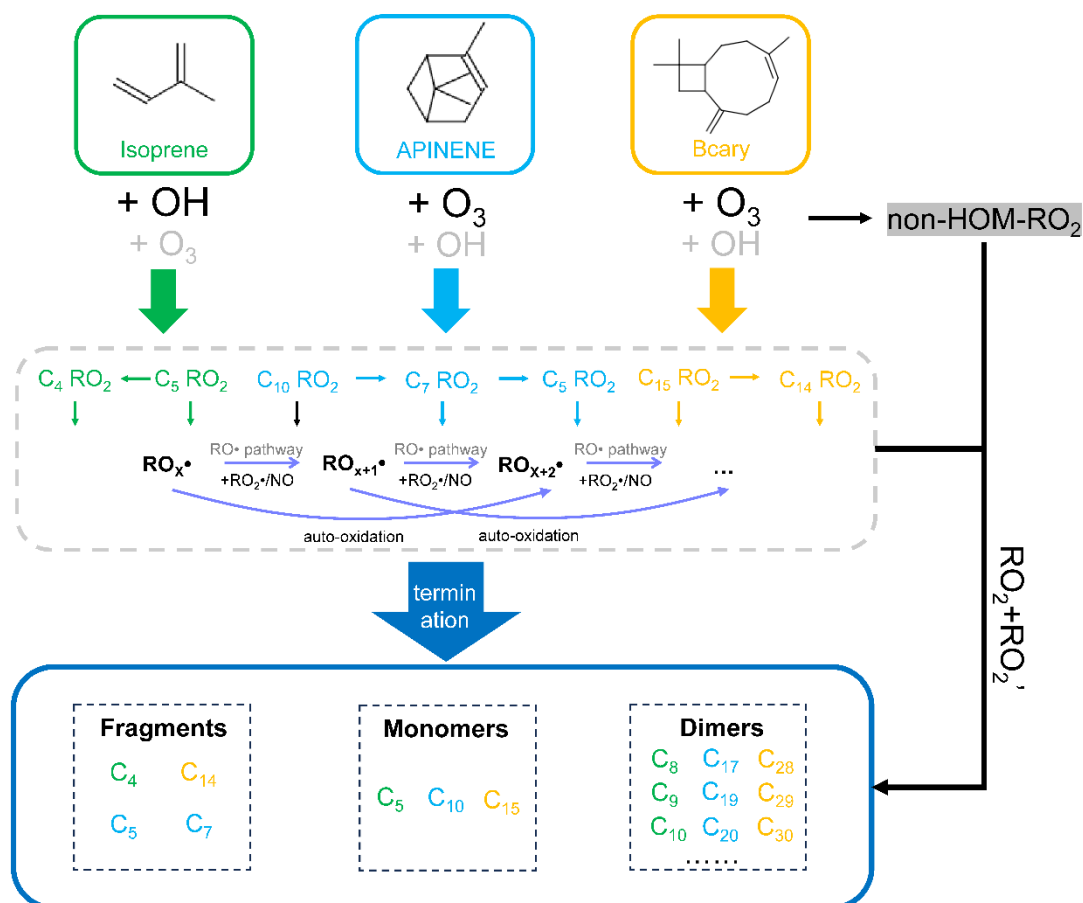 Isoprene
APINENE
Bcary
+ OH
+ O₃
+ O₃
+ OH
+ O₃
+ OH
non-HOM-RO₂
C₄ RO₂
C₅ RO₂
C₁₀ RO₂
C₇ RO₂
C₅ RO₂
C₁₅ RO₂
C₁₄ RO₂
ROₓ•
RO• pathway
+RO₂•/NO
ROₓ₊₁•
RO• pathway
+RO₂•/NO
ROₓ₊₂•
RO• pathway
+RO₂•/NO
...
auto-oxidation
auto-oxidation
termin
ation
RO₂+RO₂'
Fragments
C₄ C₁₄
C₅ C₇
Monomers
C₅ C₁₀ C₁₅
Dimers
C₈ C₁₇ C₂₈
C₉ C₁₉ C₂₉
C₁₀ C₂₀ C₃₀
......